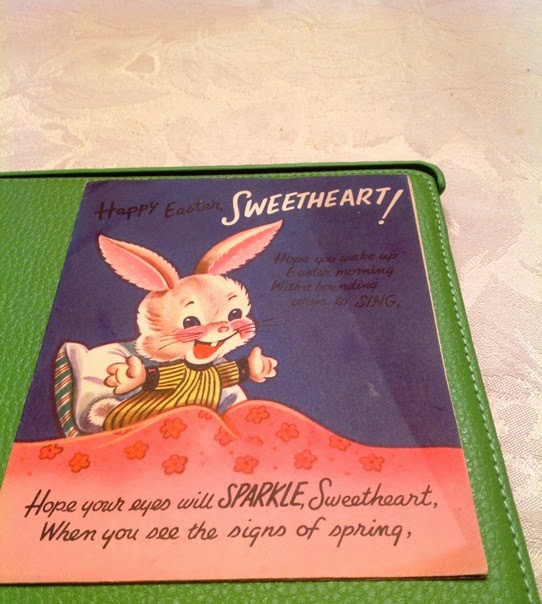 Happy Easter, SWEETHEART!
Hope you wake up
Easter morning
With a bounding
urge to SING,
Hope your eyes will SPARKLE, Sweetheart,
When you see the signs of spring,